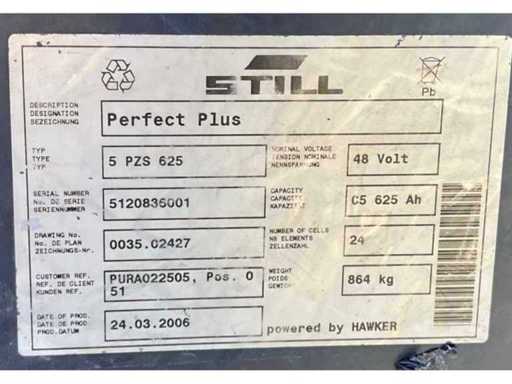 STILL
Pb
DESCRIPTION
DESIGNATION
BEZEICHNUNG
Perfect Plus
TYP
TYPE
TYP
5 PZS 625
NOMINAL VOLTAGE
TENSION NOMINALE
NENNSPANNUNG
48 Volt
SERIAL NUMBER
No. DE SERIE
SERIENNUMMER
5120836001
CAPACITY
CAPACITA
KAPAZITÄT
C5 625 Ah
DRAWING No.
No. DE PLAN
ZEICHNUNGS-Nr.
0035.02427
NUMBER OF CELLS
NB ELEMENTS
ZELLENZAHL
24
CUSTOMER REF.
REF. DE CLIENT
KUNDEN REF.
PURA022505, Pos. 0
51
WEIGHT
POIDS
GEWICHT
864 kg
DATE OF PROD.
DATE DE PROD.
PROD.DATUM
24.03.2006
powered by HAWKER